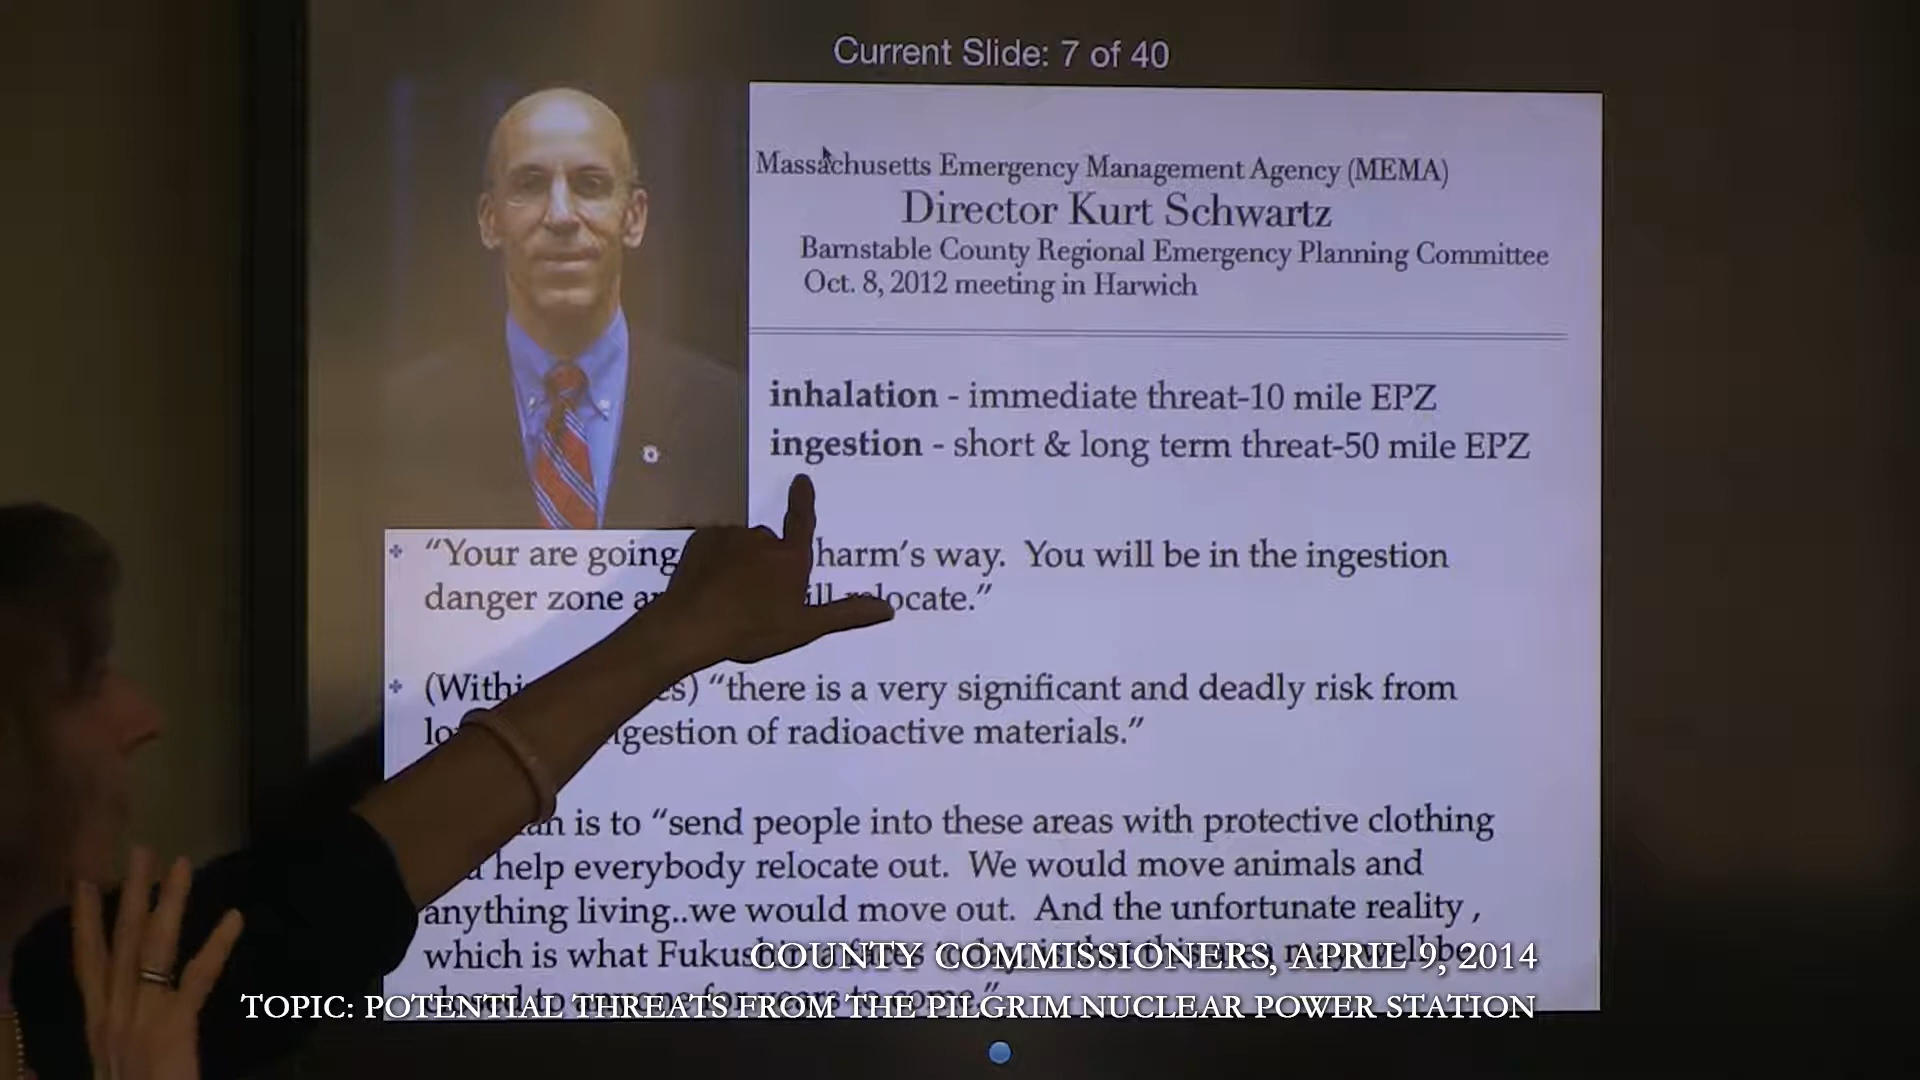 Current Slide: 7 of 40
Massachusetts Emergency Management Agency (MEMA)
Director Kurt Schwartz
Barnstable County Regional Emergency Planning Committee
Oct. 8, 2012 meeting in Harwich
inhalation - immediate threat-10 mile EPZ
ingestion - short & long term threat-50 mile EPZ
“Your are going harm’s way. You will be in the ingestion
danger zone relocate.”
“there is a very significant and deadly risk from
of radioactive materials.”
is to “send people into these areas with protective clothing
help everybody relocate out. We would move animals and
anything living..we would move out. And the unfortunate reality ,
which is what
COUNTY COMMISSIONERS, APRIL 9, 2014
TOPIC: POTENTIAL THREATS FROM THE PILGRIM NUCLEAR POWER STATION